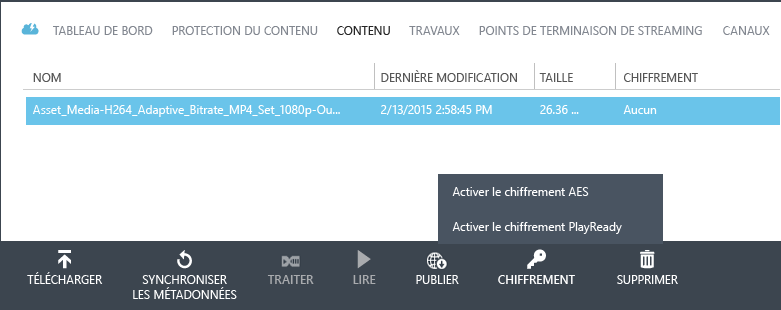 TABLEAU DE BORD PROTECTION DU CONTENU CONTENU TRAVAUX POINTS DE TERMINAISON DE STREAMING CANAUX
NOM DERNIÈRE MODIFICATION TAILLE CHIFFREMENT
Asset_Media-H264_Adaptive_Bitrate_MP4_Set_1080p-Ou... 2/13/2015 2:58:45 PM 26.36 ... Aucun
Activer le chiffrement AES
Activer le chiffrement PlayReady
TÉLÉCHARGER SYNCHRONISER TRAITER LIRE PUBLIER CHIFFREMENT SUPPRIMER
LES MÉTADONNÉES